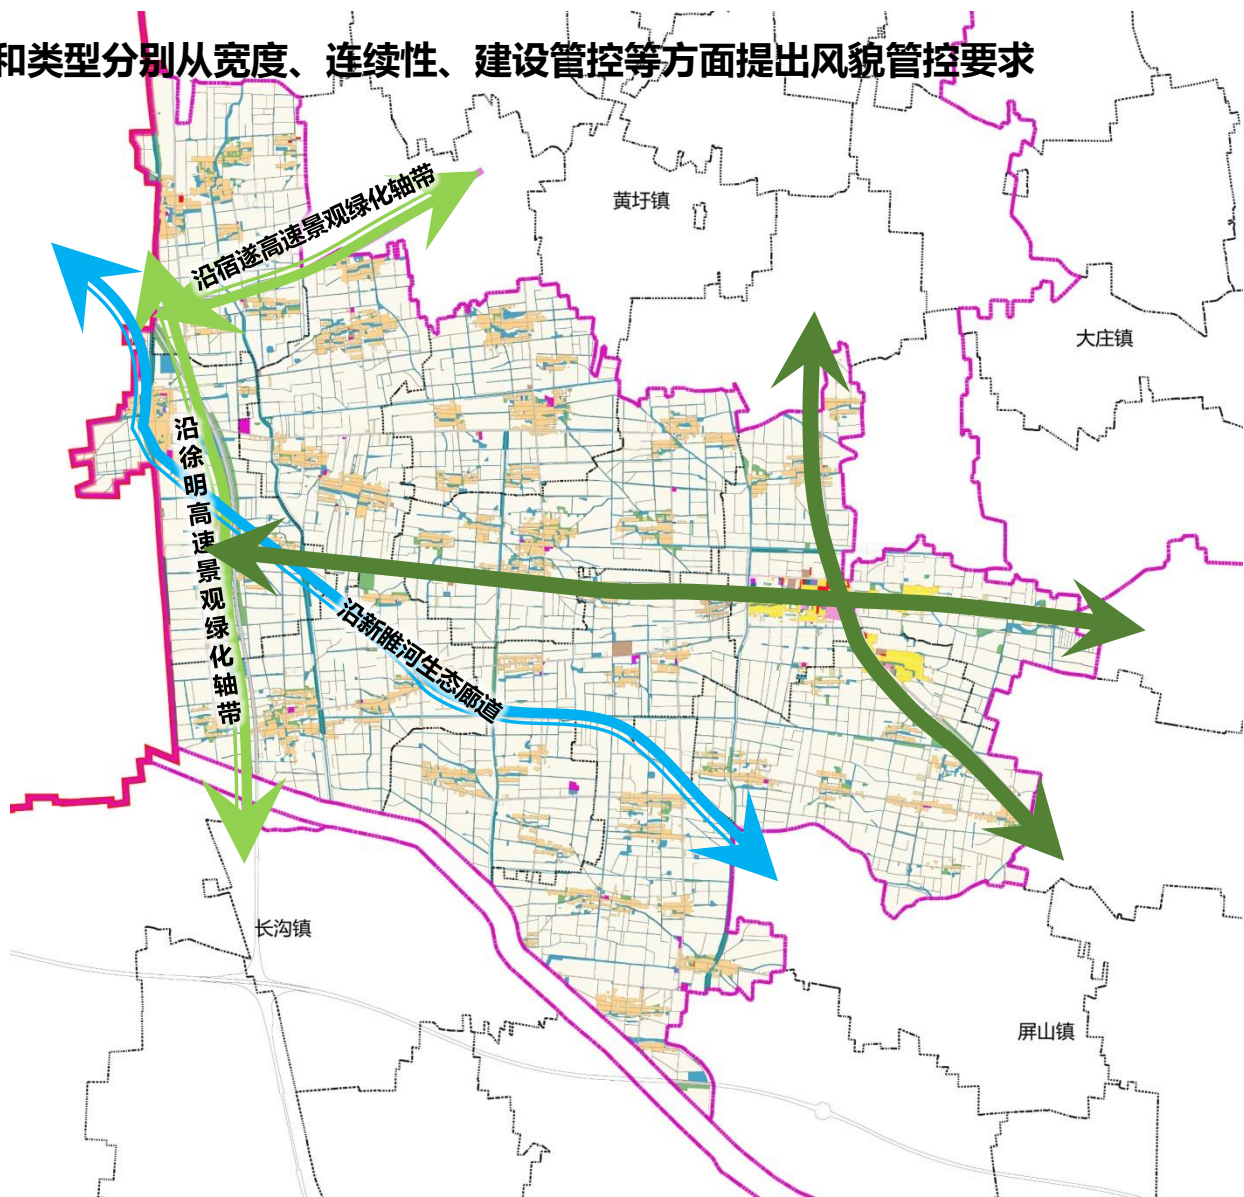 和类型分别从宽度、连续性、建设管控等方面提出风貌管控要求
黄圩镇
沿宿遂高速景观绿化轴带
大庄镇
沿徐明高速景观绿化轴带
沿新睢河生态廊道
长沟镇
屏山镇